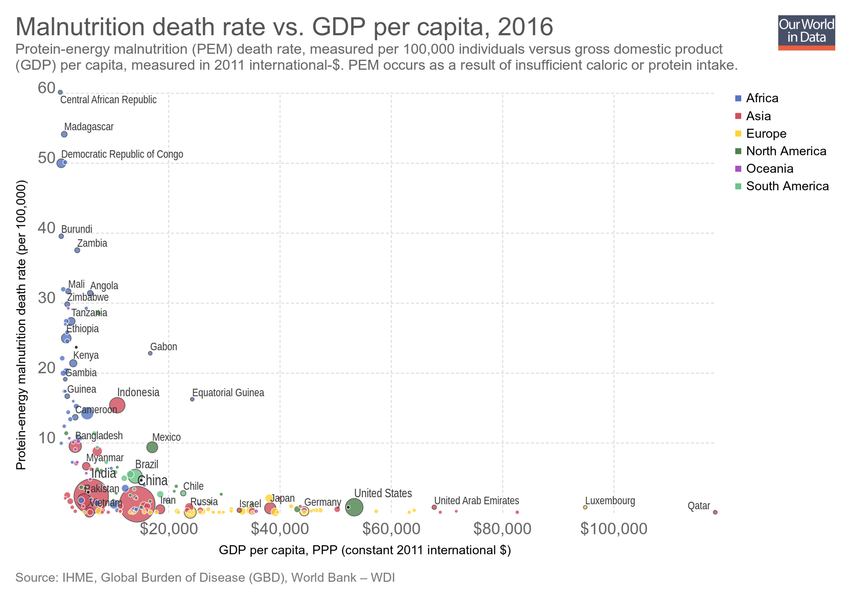 Malnutrition death rate vs. GDP per capita, 2016
Our World
in Data
Protein-energy malnutrition (PEM) death rate, measured per 100,000 individuals versus gross domestic product
(GDP) per capita, measured in 2011 international-$. PEM occurs as a result of insufficient caloric or protein intake.
60
Central African Republic
Africa
Asia
Europe
North America
Oceania
South America
Madagascar
50
Democratic Republic of Congo
40
Burundi
Zambia
Mali
Angola
30
Zimbabwe
Tanzania
Ethiopia
Gabon
Kenya
20
Gambia
Guinea
Indonesia
Equatorial Guinea
Cameroon
10
Bangladesh
Mexico
Myanmar
Brazil
India
China
Pakistan
Chile
Vietnam
Iran
Russia
Israel
Japan
Germany
United States
United Arab Emirates
Luxembourg
Qatar
Protein-energy malnutrition death rate (per 100,000)
$20,000
$40,000
$60,000
$80,000
$100,000
GDP per capita, PPP (constant 2011 international $)
Source: IHME, Global Burden of Disease (GBD), World Bank – WDI